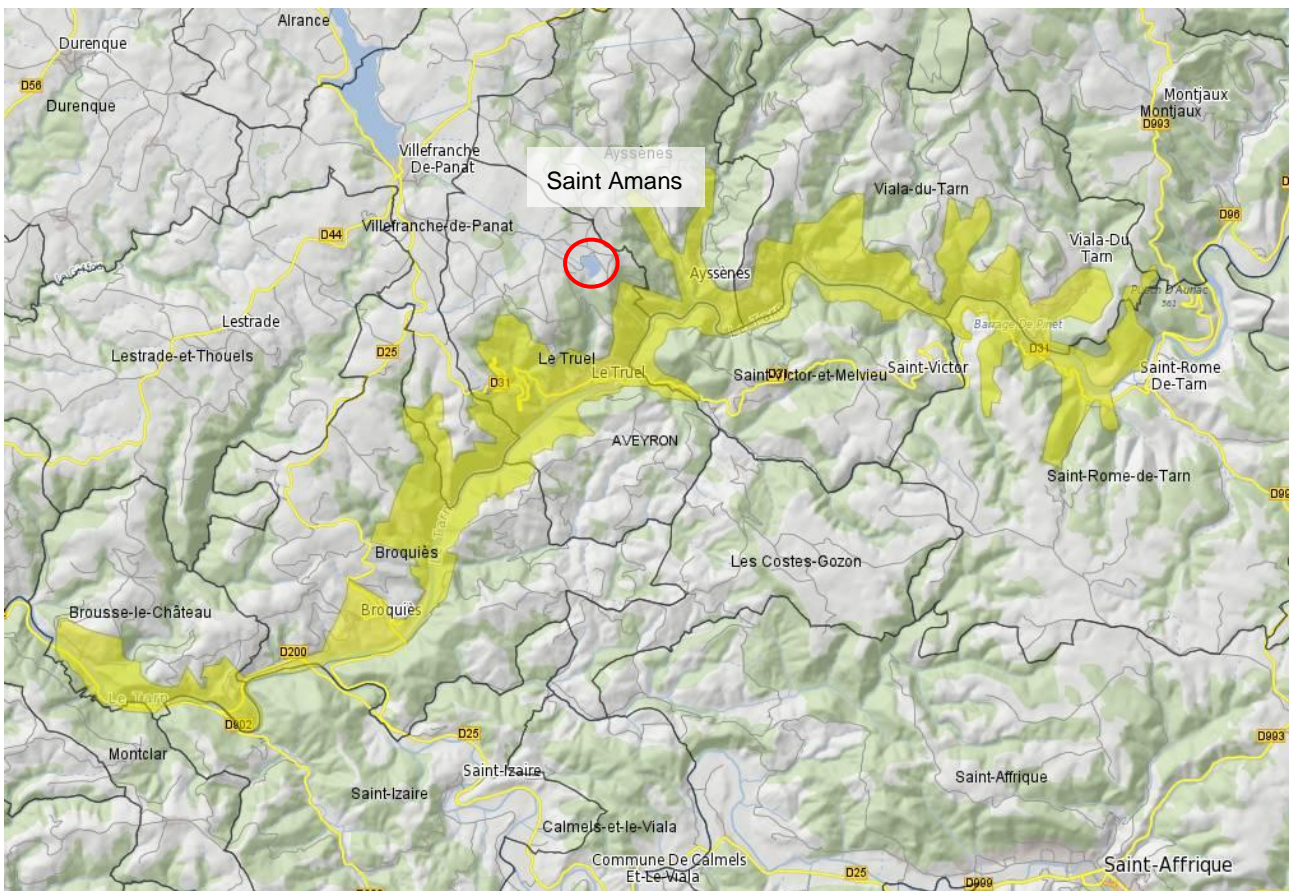 Alrance
Durenque
D56
Durenque
Montjaux
Montjaux
D993
Villefranche
De-Panat
Ayssènes
Saint Amans
Viala-du-Tarn
D96
Villefranche-de-Panat
D44
Viala-Du
Tarn
Ayssènes
561
Lestrade
Barrage De Pinet
Lestrade-et-Thouels
D25
Le Truel
Le Truel
D31
D31
Saint-Victor-et-Melvieu
D31
Saint-Victor
Saint-Rome
De-Tarn
AVEYRON
Saint-Rome-de-Tarn
D99
Broquiès
Les Costes-Gozon
Brousse-le-Château
Broquiès
D200
Le Tarn
D902
D25
D993
Montclar
Saint-Izaire
Saint-Affrique
Saint-Izaire
Calmels-et-le-Viala
Commune De Calmels
Et-Le-Viala
D25
D999
Saint-Affrique